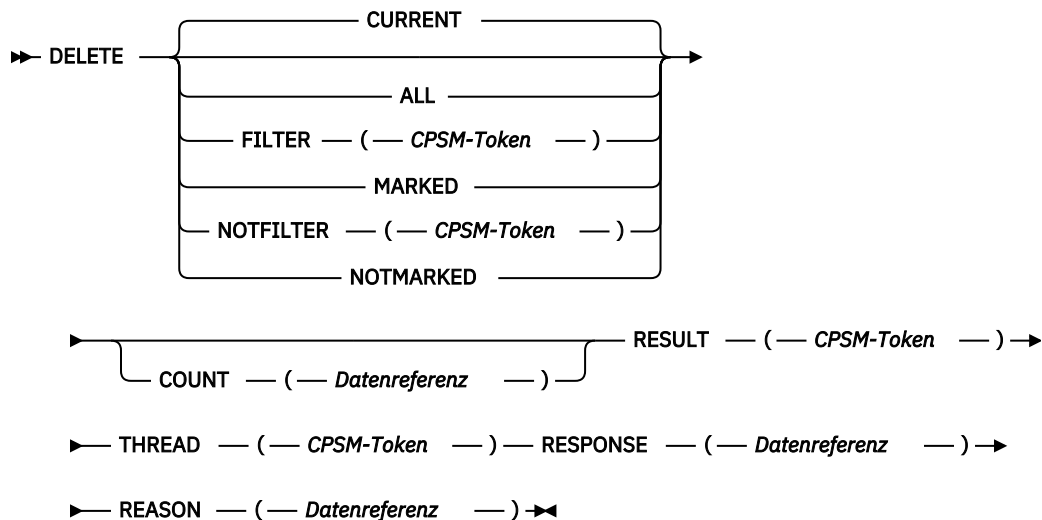 CURRENT
DELETE
ALL
FILTER ( CPSM-Token )
MARKED
NOTFILTER ( CPSM-Token )
NOTMARKED
RESULT ( CPSM-Token )
COUNT ( Datenreferenz )
THREAD ( CPSM-Token ) RESPONSE ( Datenreferenz )
REASON ( Datenreferenz )